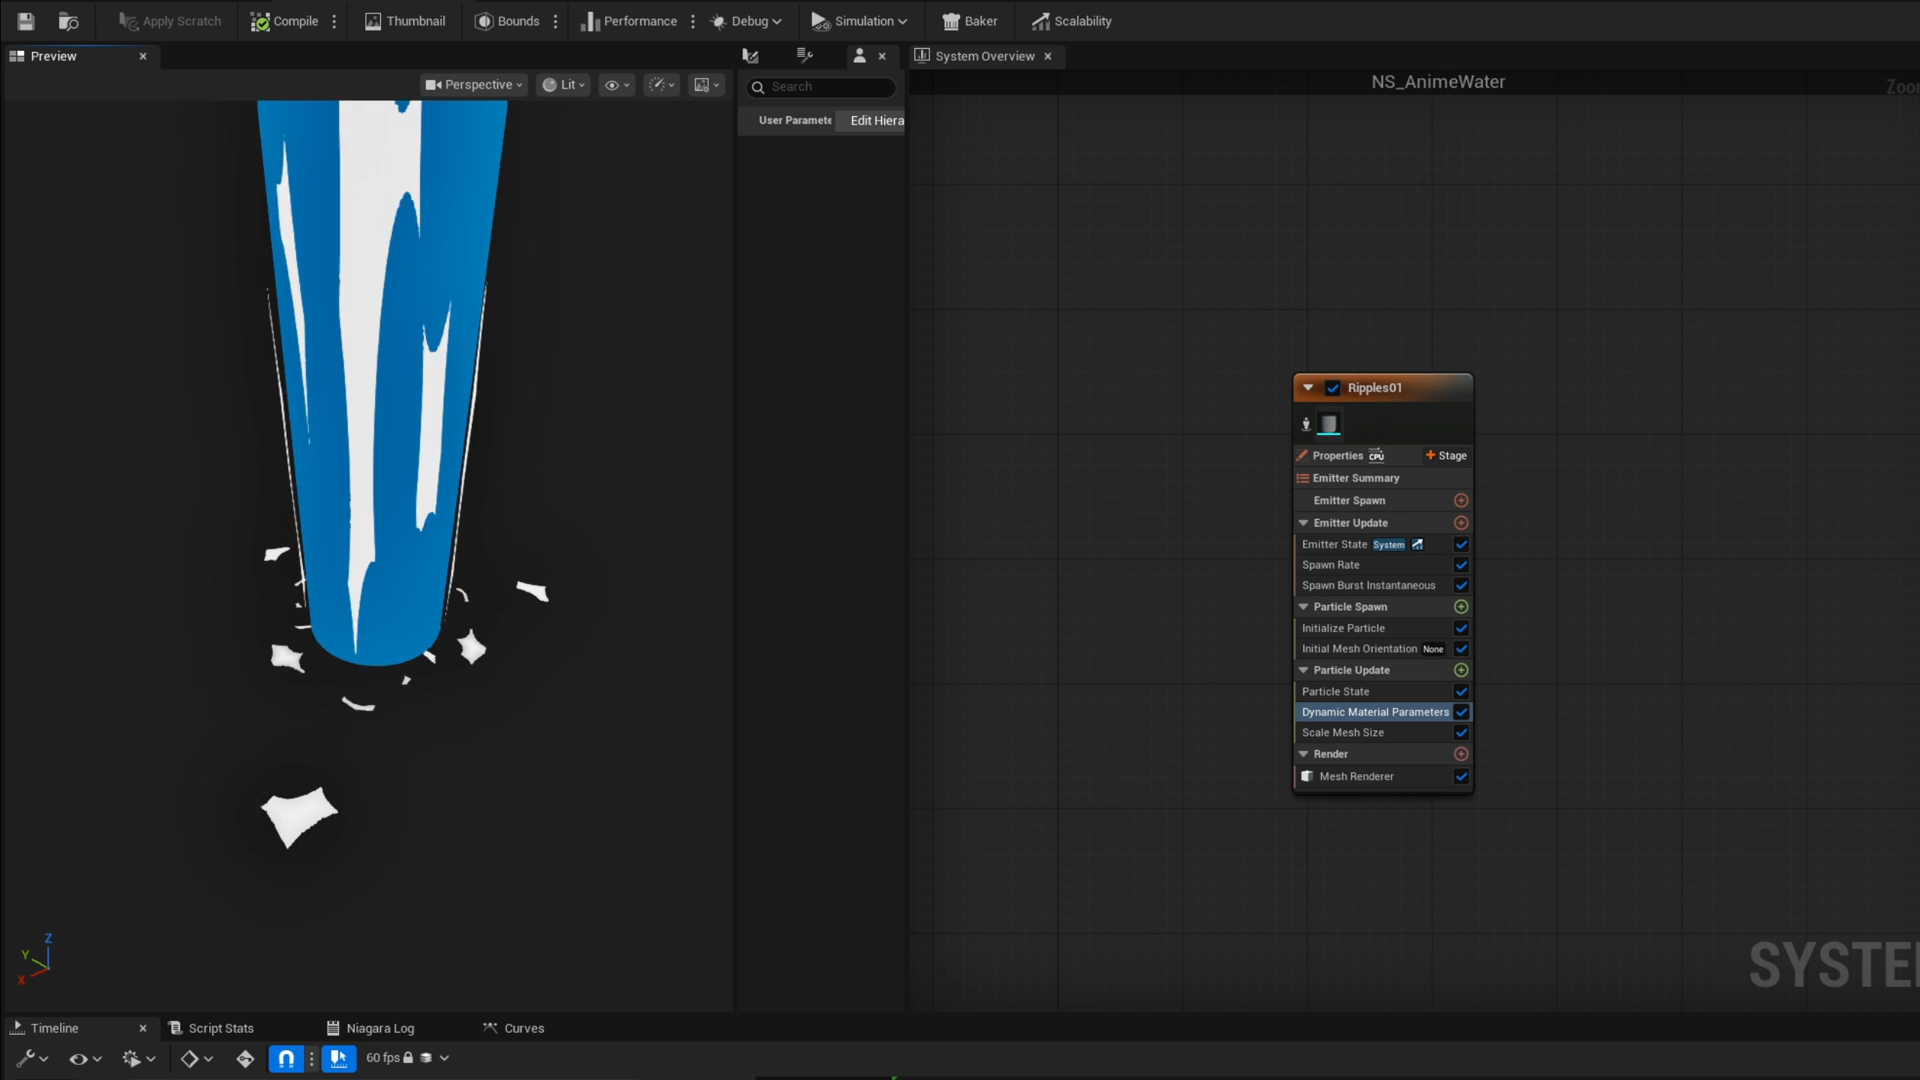 Apply Scratch
Compile
Thumbnail
Bounds
Performance
Debug
Simulation
Baker
Scalability
Preview
System Overview
Perspective
Lit
Search
NS_AnimeWater
Zoo
User Paramete
Edit Hiera
Ripples01
Properties
CPU
Stage
Emitter Summary
Emitter Spawn
Emitter Update
Emitter State System
Spawn Rate
Spawn Burst Instantaneous
Particle Spawn
Initialize Particle
Initial Mesh Orientation None
Particle Update
Particle State
Dynamic Material Parameters
Scale Mesh Size
Render
Mesh Renderer
Z
Y
X
SYSTE
Timeline
Script Stats
Niagara Log
Curves
60 fps